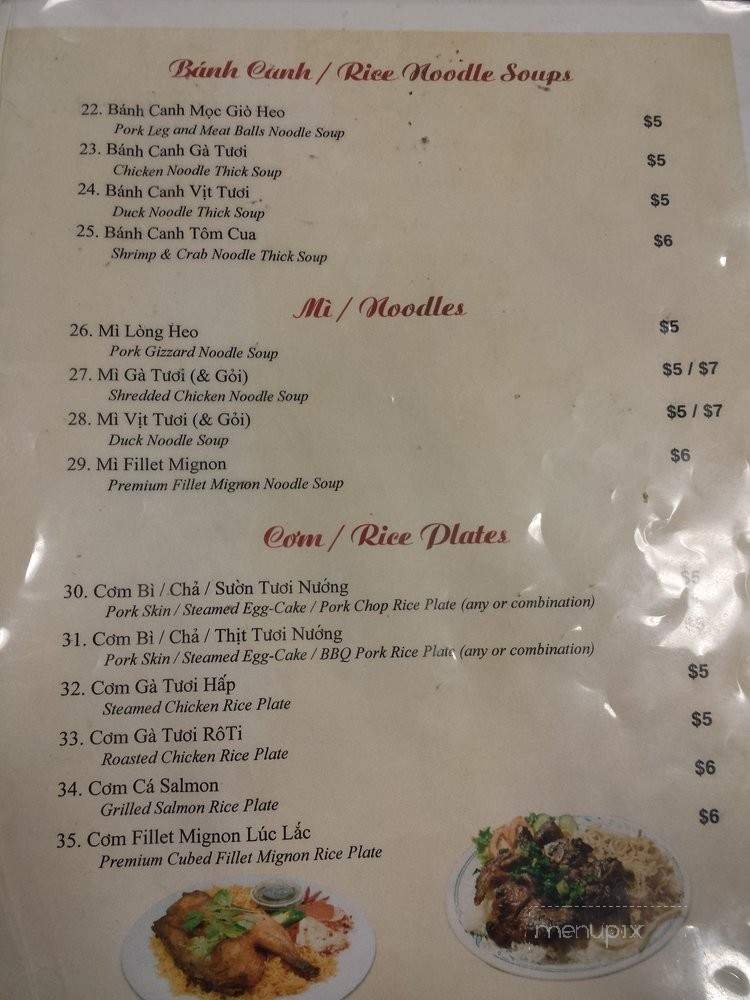 Bánh Canh / Rice Noodle Soups
22. Bánh Canh Mọc Giò Heo $5
Pork Leg and Meat Balls Noodle Soup
23. Bánh Canh Gà Tươi $5
Chicken Noodle Thick Soup
24. Bánh Canh Vịt Tươi $5
Duck Noodle Thick Soup
25. Bánh Canh Tôm Cua $6
Shrimp & Crab Noodle Thick Soup
Mì / Noodles
26. Mì Lòng Heo $5
Pork Gizzard Noodle Soup
27. Mì Gà Tươi (& Gỏi) $5 / $7
Shredded Chicken Noodle Soup
28. Mì Vịt Tươi (& Gỏi) $5 / $7
Duck Noodle Soup
29. Mì Fillet Mignon $6
Premium Fillet Mignon Noodle Soup
Cơm / Rice Plates
30. Cơm Bì / Chả / Sườn Tươi Nướng $5
Pork Skin / Steamed Egg-Cake / Pork Chop Rice Plate (any or combination)
31. Cơm Bì / Chả / Thịt Tươi Nướng $5
Pork Skin / Steamed Egg-Cake / BBQ Pork Rice Plate (any or combination)
32. Cơm Gà Tươi Hấp $5
Steamed Chicken Rice Plate
33. Cơm Gà Tươi RôTi $5
Roasted Chicken Rice Plate
34. Cơm Cá Salmon $6
Grilled Salmon Rice Plate
35. Cơm Fillet Mignon Lúc Lắc $6
Premium Cubed Fillet Mignon Rice Plate
menupix